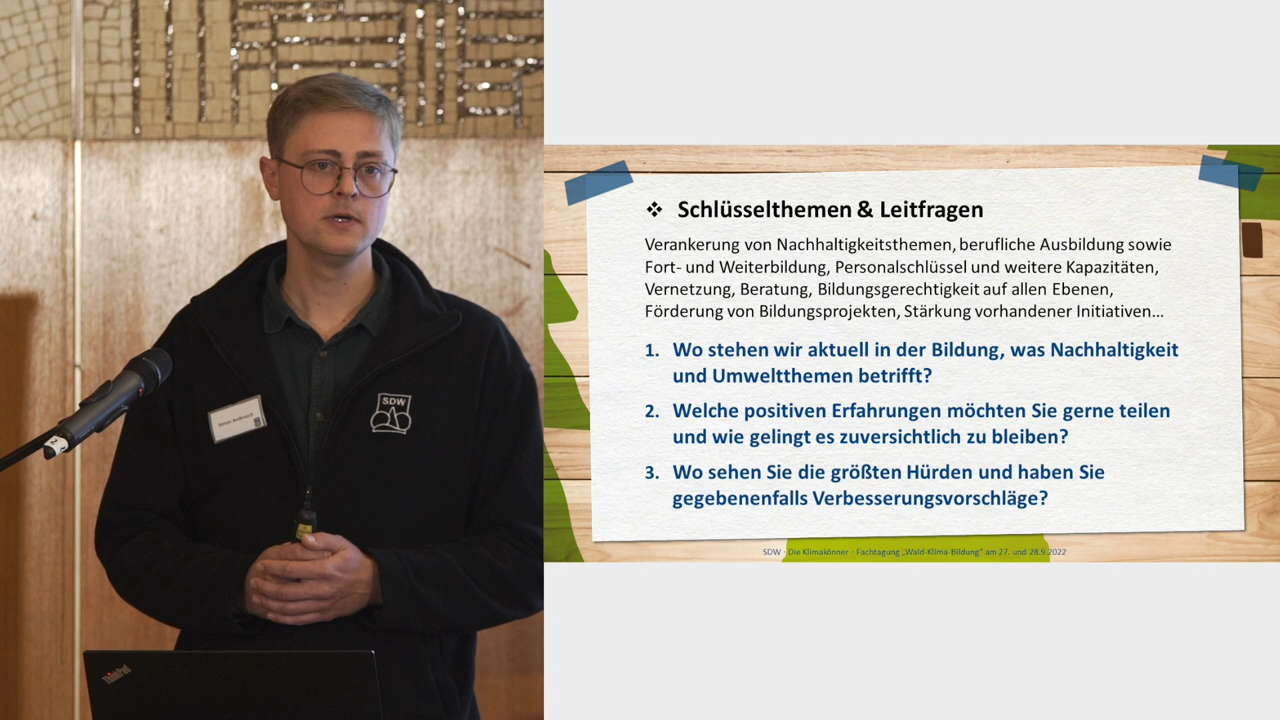 SDW
2 2
ThinkPad
❖ Schlüsselthemen & Leitfragen
Verankerung von Nachhaltigkeitsthemen, berufliche Ausbildung sowie
Fort- und Weiterbildung, Personalschlüssel und weitere Kapazitäten,
Vernetzung, Beratung, Bildungsgerechtigkeit auf allen Ebenen,
Förderung von Bildungsprojekten, Stärkung vorhandener Initiativen...
1. Wo stehen wir aktuell in der Bildung, was Nachhaltigkeit
und Umweltthemen betrifft?
2. Welche positiven Erfahrungen möchten Sie gerne teilen
und wie gelingt es zuversichtlich zu bleiben?
3. Wo sehen Sie die größten Hürden und haben Sie
gegebenenfalls Verbesserungsvorschläge?
SDW - Die Klimakönner - Fachtagung „Wald-Klima-Bildung“ am 27. und 28.9.2022